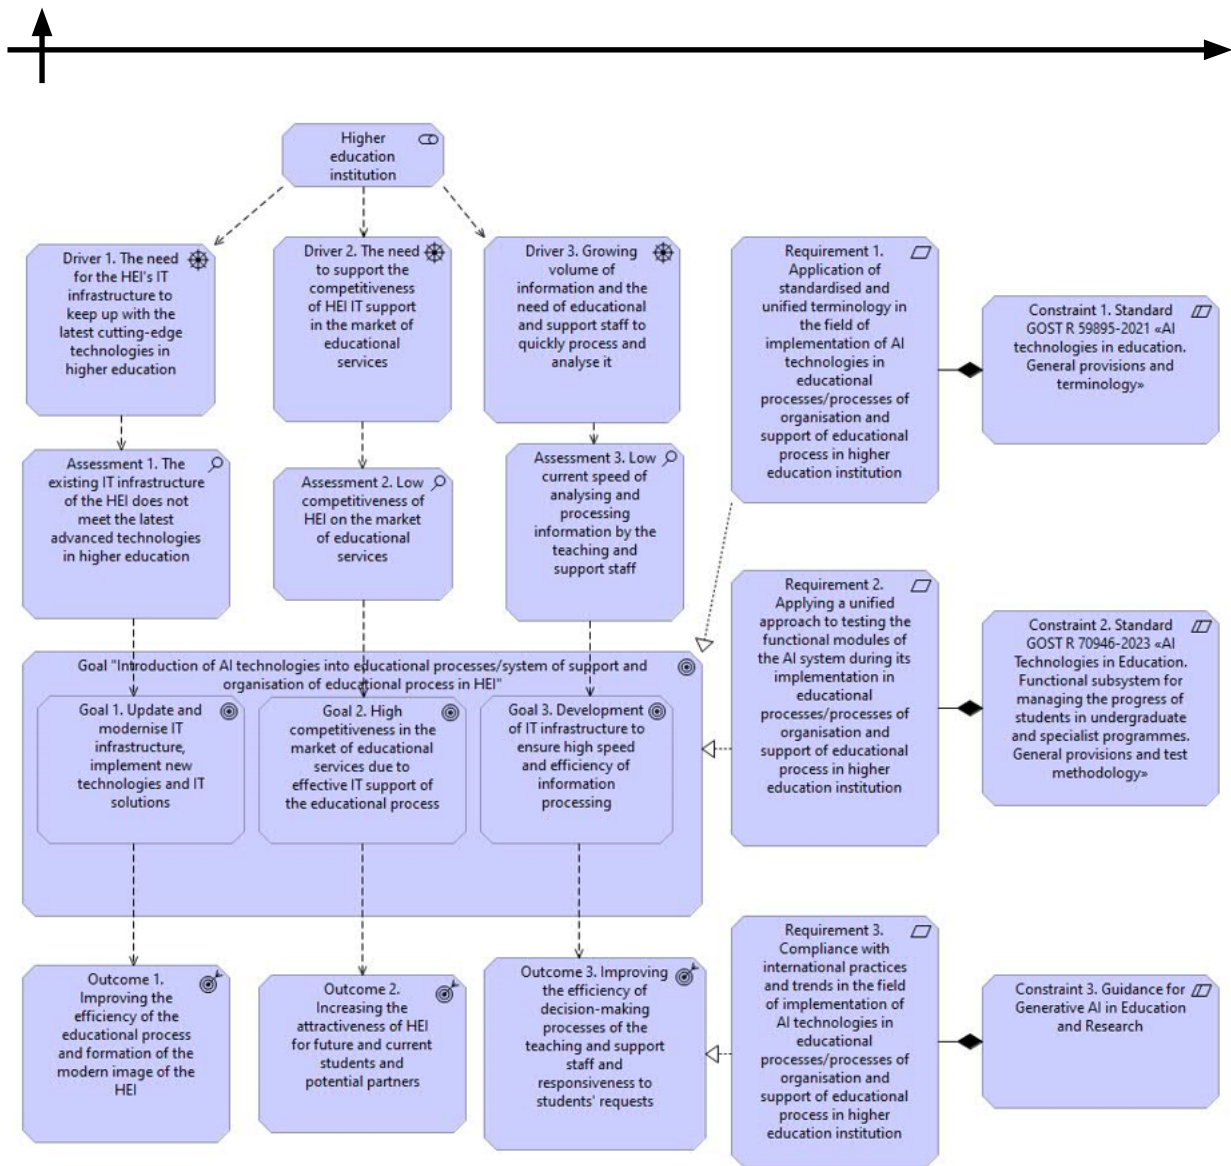 Higher
education
institution
Driver 1. The need
for the HEI's IT
infrastructure to
keep up with the
latest cutting-edge
technologies in
higher education
Driver 2. The need
to support the
competitiveness
of HEI IT support
in the market of
educational
services
Driver 3. Growing
volume of
information and the
need of educational
and support staff to
quickly process and
analyse it
Requirement 1.
Application of
standardised and
unified terminology in
the field of
implementation of AI
technologies in
educational
processes/processes of
organisation and
support of educational
process in higher
education institution
Constraint 1. Standard
GOST R 59895-2021 «AI
technologies in education.
General provisions and
terminology»
Assessment 1. The
existing IT infrastructure
of the HEI does not
meet the latest
advanced technologies
in higher education
Assessment 2. Low
competitiveness of
HEI on the market
of educational
services
Assessment 3. Low
current speed of
analysing and
processing
information by the
teaching and
support staff
Requirement 2.
Applying a unified
approach to testing the
functional modules of
the AI system during its
implementation in
educational
processes/processes of
organisation and
support of educational
process in higher
education institution
Constraint 2. Standard
GOST R 70946-2023 «AI
Technologies in Education.
Functional subsystem for
managing the progress of
students in undergraduate
and specialist programmes.
General provisions and test
methodology»
Goal "Introduction of AI technologies into educational processes/system of support and
organisation of educational process in HEI"
Goal 1. Update and
modernise IT
infrastructure,
implement new
technologies and IT
solutions
Goal 2. High
competitiveness in the
market of educational
services due to
effective IT support of
the educational process
Goal 3. Development
of IT infrastructure to
ensure high speed
and efficiency of
information
processing
Outcome 1.
Improving the
efficiency of the
educational process
and formation of the
modern image of the
HEI
Outcome 2.
Increasing the
attractiveness of HEI
for future and current
students and
potential partners
Outcome 3. Improving
the efficiency of
decision-making
processes of the
teaching and support
staff and
responsiveness to
students' requests
Requirement 3.
Compliance with
international practices
and trends in the field
of implementation of
AI technologies in
educational
processes/processes of
organisation and
support of educational
process in higher
education institution
Constraint 3. Guidance for
Generative AI in Education
and Research